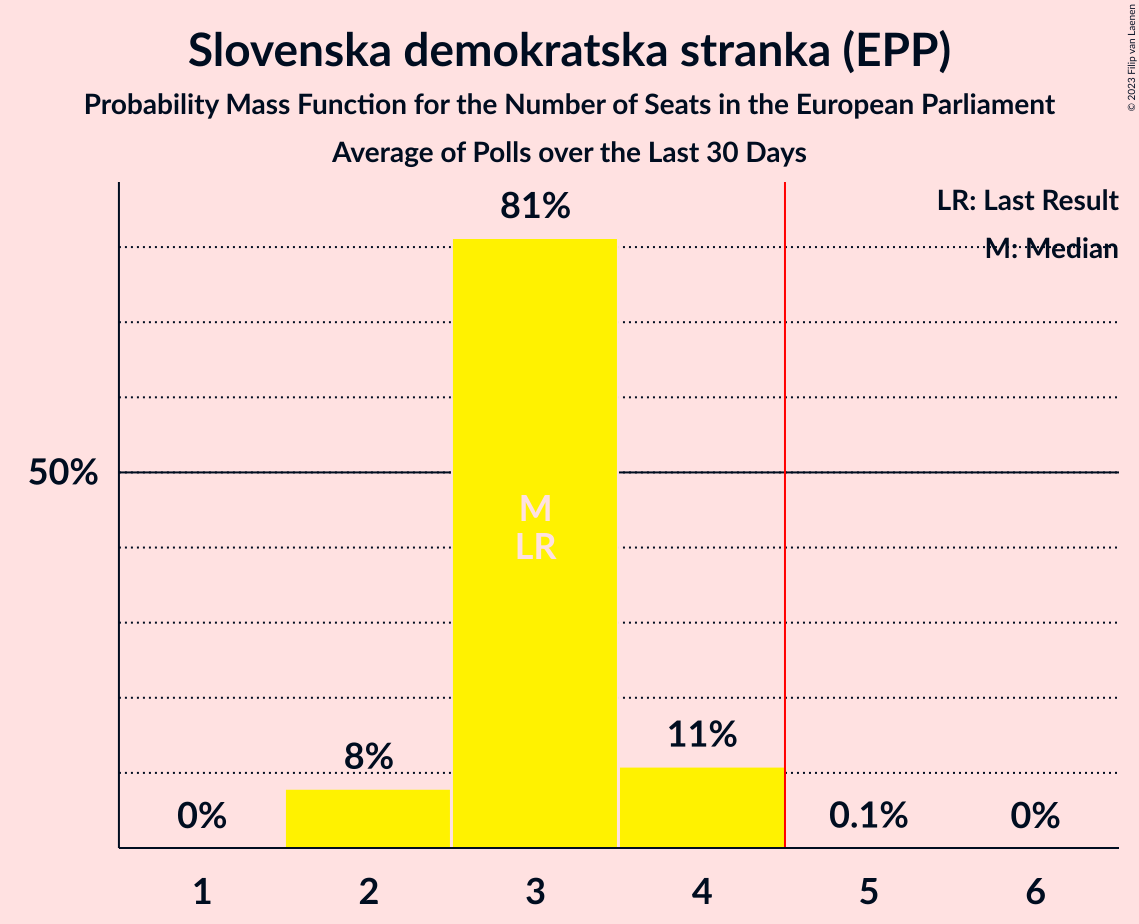 Slovenska demokratska stranka (EPP)
Probability Mass Function for the Number of Seats in the European Parliament
Average of Polls over the Last 30 Days
© 2023 Filip van Laenen
LR: Last Result
M: Median
81%
50%
M
LR
11%
8%
0%
0.1%
0%
1 2 3 4 5 6